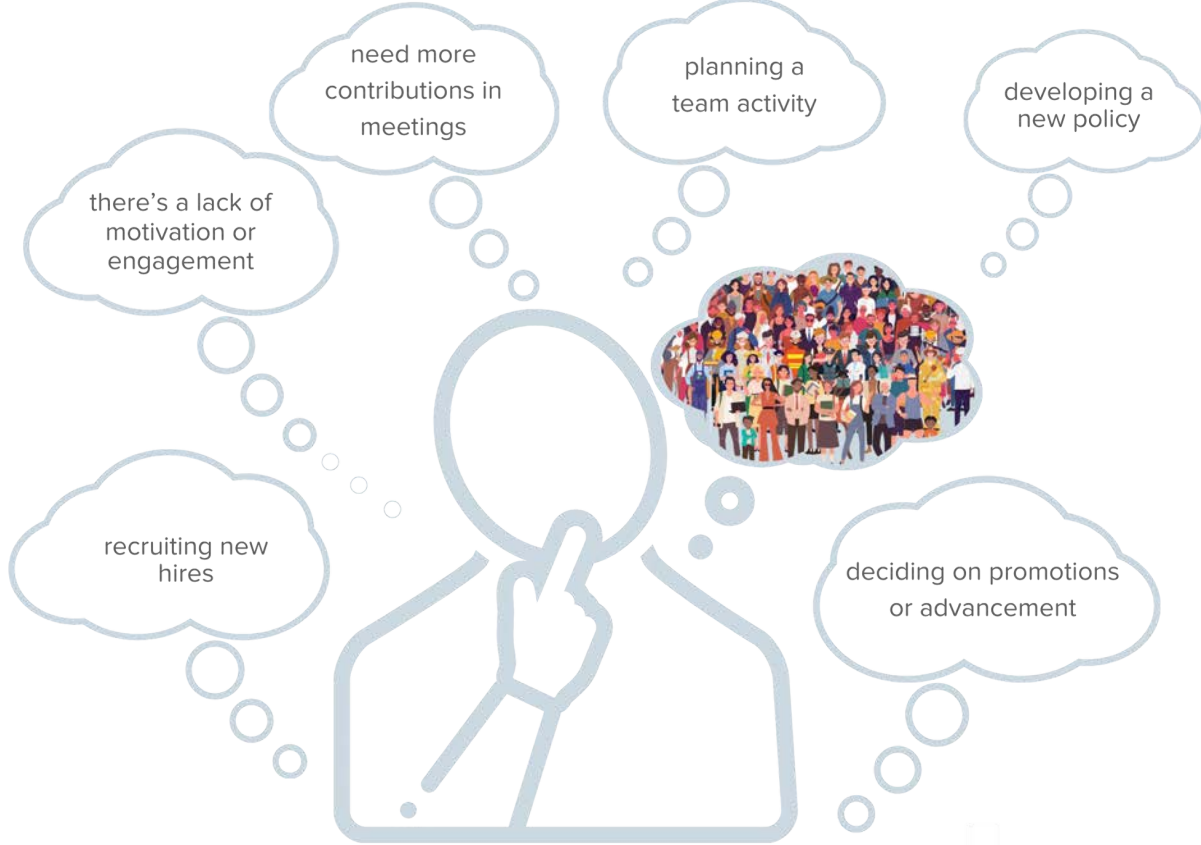 need more
contributions in
meetings
planning a
team activity
developing a
new policy
there’s a lack of
motivation or
engagement
recruiting new
hires
deciding on promotions
or advancement